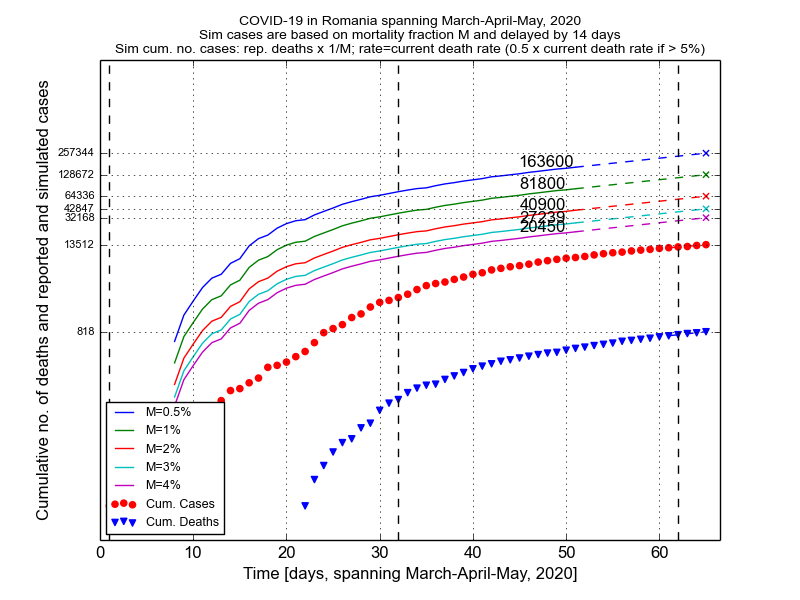 COVID-19 in Romania spanning March-April-May, 2020
Sim cases are based on mortality fraction M and delayed by 14 days
Sim cum. no. cases: rep. deaths x 1/M; rate=current death rate (0.5 x current death rate if > 5%)
Cumulative no. of deaths and reported and simulated cases
257344
128672
64336
42847
32168
13512
818
163600
81800
40900
27239
20450
M=0.5%
M=1%
M=2%
M=3%
M=4%
Cum. Cases
Cum. Deaths
0 10 20 30 40 50 60
Time [days, spanning March-April-May, 2020]